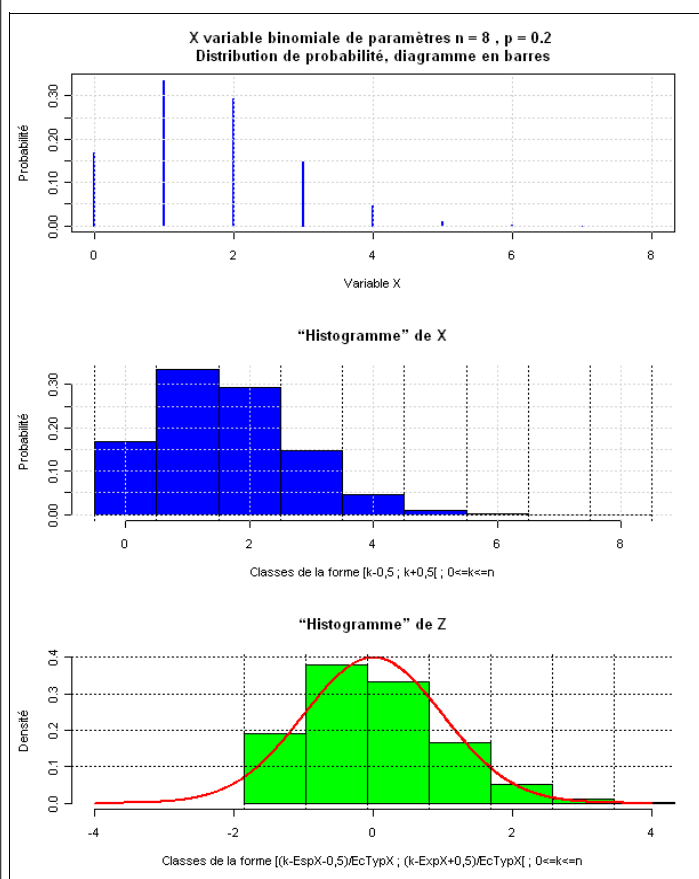 X variable binomiale de paramètres n = 8 , p = 0.2
Distribution de probabilité, diagramme en barres
Probabilité
0.30
0.20
0.10
0.00
0 2 4 6 8
Variable X
“Histogramme” de X
Probabilité
0.30
0.20
0.10
0.00
0 2 4 6 8
Classes de la forme [k-0,5 ; k+0,5[ ; 0<=k<=n
“Histogramme” de Z
Densité
0.4
0.3
0.2
0.1
0.0
-4 -2 0 2 4
Classes de la forme [(k-EspX-0,5)/EcTypX ; (k-ExpX+0,5)/EcTypX[ ; 0<=k<=n